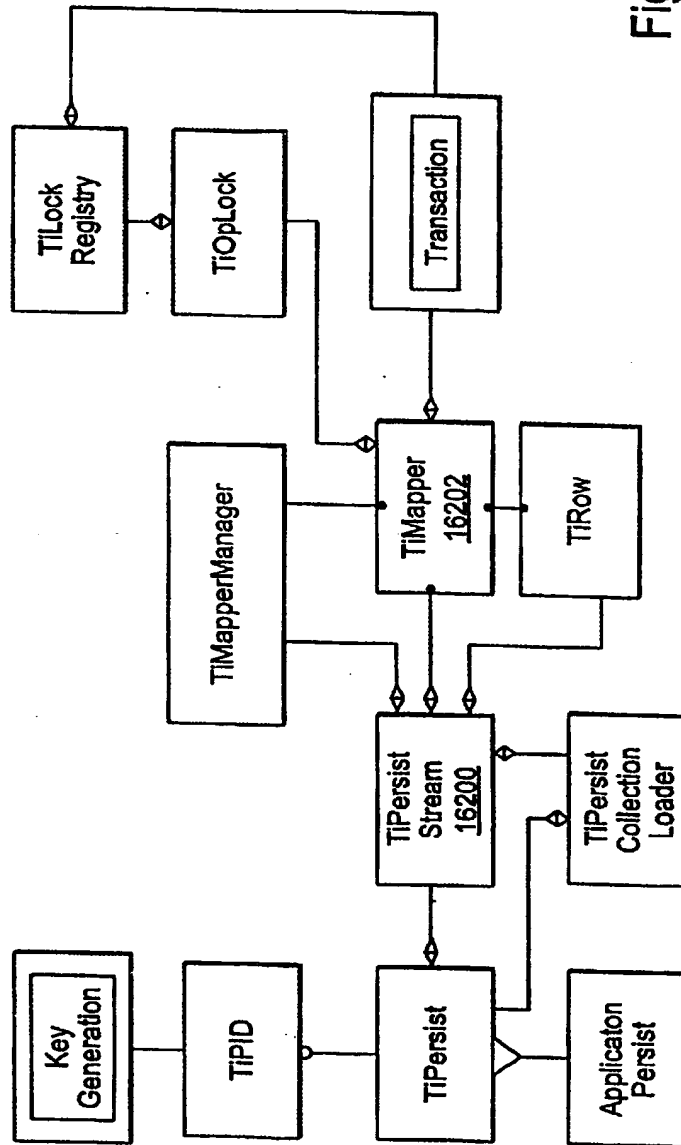 Key
Generation
TiPID
TiPersist
Applicaton
Persist
TiPersist
Stream
16200
TiPersist
Collection
Loader
TiMapperManager
TiMapper
16202
TiRow
TiLock
Registry
TiOpLock
Transaction